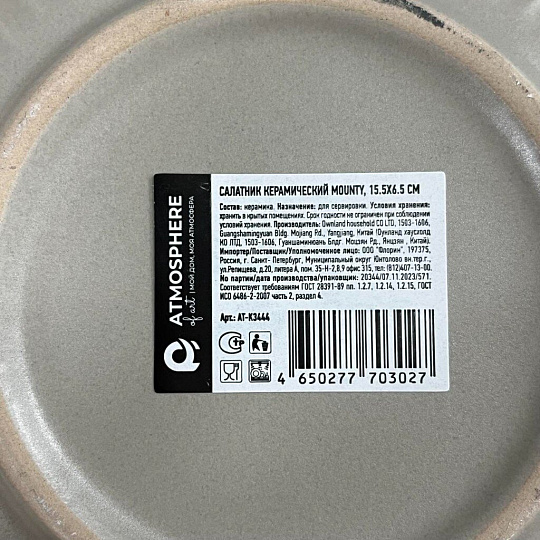 ATMOSPHERE
of art | МОЙ ДОМ, МОЯ АТМОСФЕРА
САЛАТНИК КЕРАМИЧЕСКИЙ MOUNTY, 15.5X6.5 СМ
Состав: керамика. Назначение: для сервировки. Условия хранения:
хранить в крытых помещениях. Срок годности не ограничен при соблюдении
условий хранения. Производитель: Ownland household CO LTD, 1503-1606,
Guangshamingyuan Bldg. Mojiang Rd., Yangjiang, Китай (Оунланд хаусхолд
КО ЛТД, 1503-1606, Гуаншаминюань Блдг. Моцзян Рд., Янцзян , Китай).
Импортер/Поставщик/Уполномоченное лицо: ООО "Флорин", 197375,
Россия, г. Санкт- Петербург, Муниципальный округ Юнтолово вн.тер.г.,
ул.Репищева, д.20, литера А, пом. 35-Н-2,8,9 офис 315, тел: (812)407-13-00.
No партии/дата производства: 20344/07.11.2023/571.
Соответствует требованиям ГОСТ 28391-89 пп. 1.2.7, 1.2.14, 1.2.15, ГОСТ
ИСО 6486-2-2007 часть 2, раздел 4.
Арт.: AT-K3444
4 650277 703027